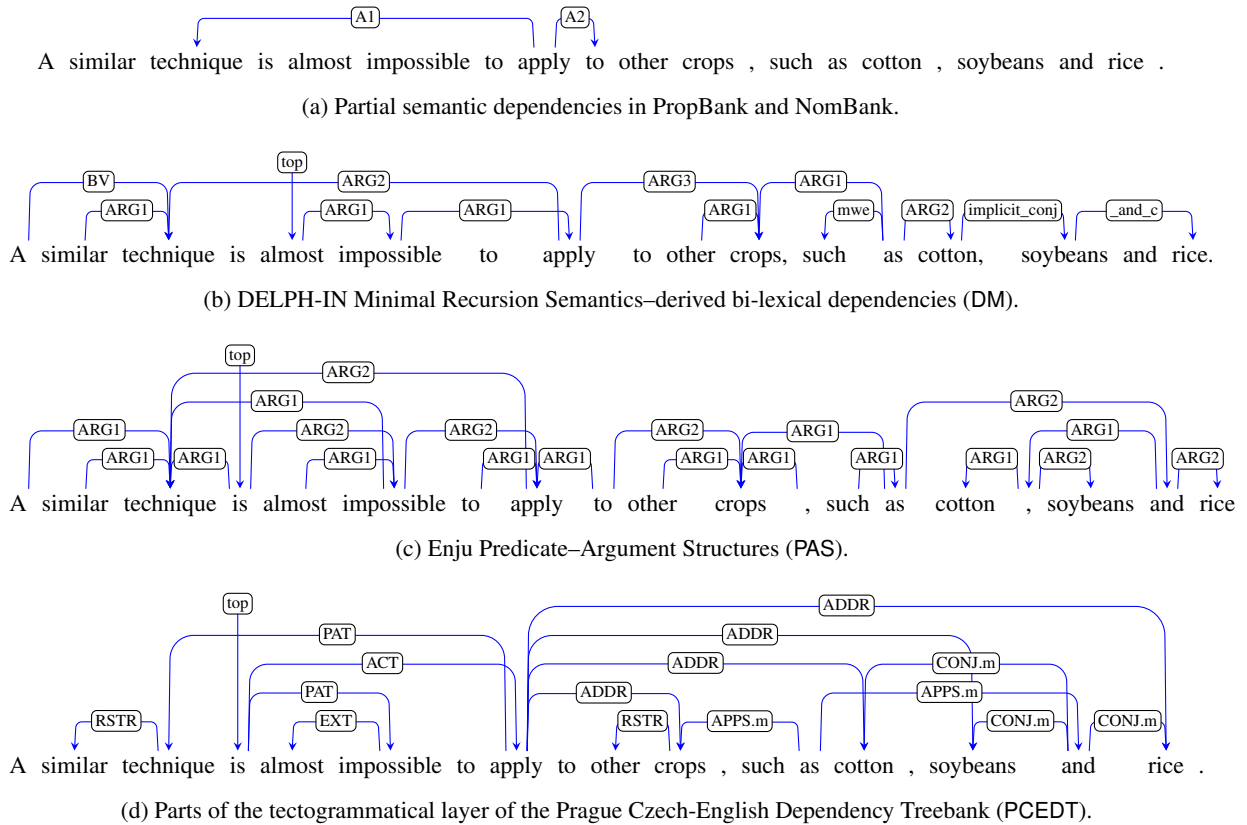 A1 A2
A similar technique is almost impossible to apply to other crops , such as cotton , soybeans and rice .
(a) Partial semantic dependencies in PropBank and NomBank.
top
BV ARG2 ARG3 ARG1
ARG1 ARG1 ARG1 ARG1 mwe ARG2 implicit_conj _and_c
A similar technique is almost impossible to apply to other crops, such as cotton, soybeans and rice.
(b) DELPH-IN Minimal Recursion Semantics–derived bi-lexical dependencies (DM).
top
ARG2
ARG1 ARG2
ARG1 ARG2 ARG2 ARG2 ARG1 ARG1
ARG1 ARG1 ARG1 ARG1 ARG1 ARG1 ARG1 ARG1 ARG1 ARG2 ARG2
A similar technique is almost impossible to apply to other crops , such as cotton , soybeans and rice
(c) Enju Predicate–Argument Structures (PAS).
top ADDR
PAT ADDR
ACT ADDR CONJ.m
PAT ADDR APPS.m
RSTR EXT RSTR APPS.m CONJ.m CONJ.m
A similar technique is almost impossible to apply to other crops , such as cotton , soybeans and rice .
(d) Parts of the tectogrammatical layer of the Prague Czech-English Dependency Treebank (PCEDT).